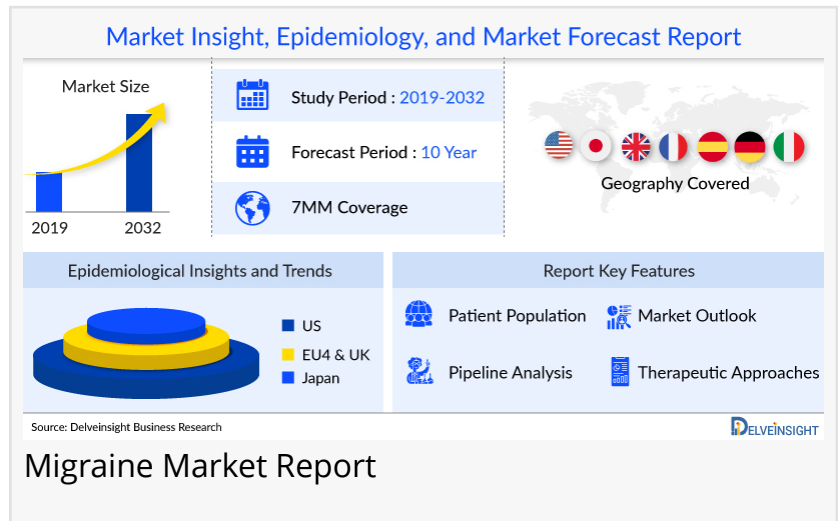 Market Insight, Epidemiology, and Market Forecast Report
Market Size
2019
2032
Study Period : 2019-2032
Forecast Period : 10 Year
7MM Coverage
Geography Covered
Epidemiological Insights and Trends
US
EU4 & UK
Japan
Report Key Features
Patient Population
Market Outlook
Pipeline Analysis
Therapeutic Approaches
Source: Delveinsight Business Research
DELVEINSIGHT
Migraine Market Report